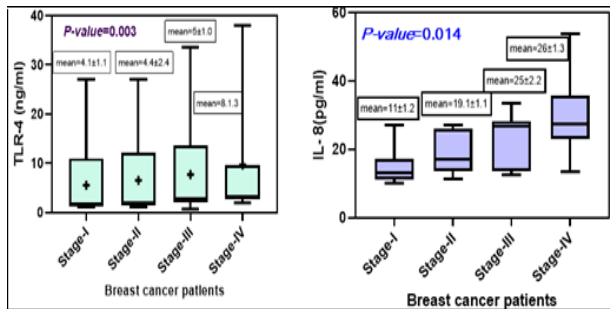 P-value=0.003
mean=4.1±1.1
mean=4.4±2.4
mean=6±1.0
mean=8.1.3
TLR-4 (ng/ml)
40
30
20
10
0
Stage-I
Stage-II
Stage-III
Stage-IV
Breast cancer patients
P-value=0.014
mean=11±1.2
mean=19.1±1.1
mean=25±2.2
mean=26±1.3
IL- 8(pg/ml)
60
40
20
0
Stage-I
Stage-II
Stage-III
Stage-IV
Breast cancer patients